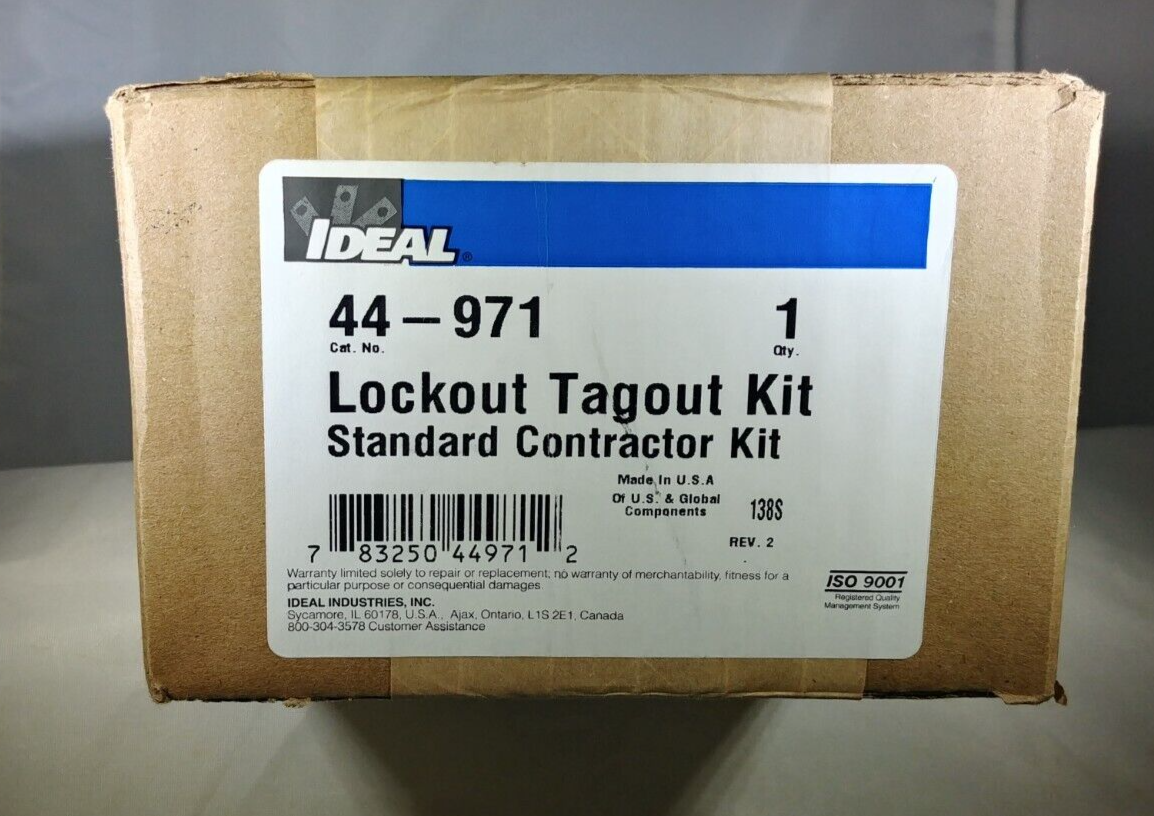 IDEAL®
44-971 1
Cat. No. Qty.
Lockout Tagout Kit
Standard Contractor Kit
Made In U.S.A
Of U.S. & Global
Components
138S
REV. 2
7 83250 44971 2
Warranty limited solely to repair or replacement; no warranty of merchantability, fitness for a
particular purpose or consequential damages.
IDEAL INDUSTRIES, INC.
Sycamore, IL 60178, U.S.A., Ajax, Ontario, L1S 2E1, Canada
800-304-3578 Customer Assistance
ISO 9001
Registered Quality
Management System